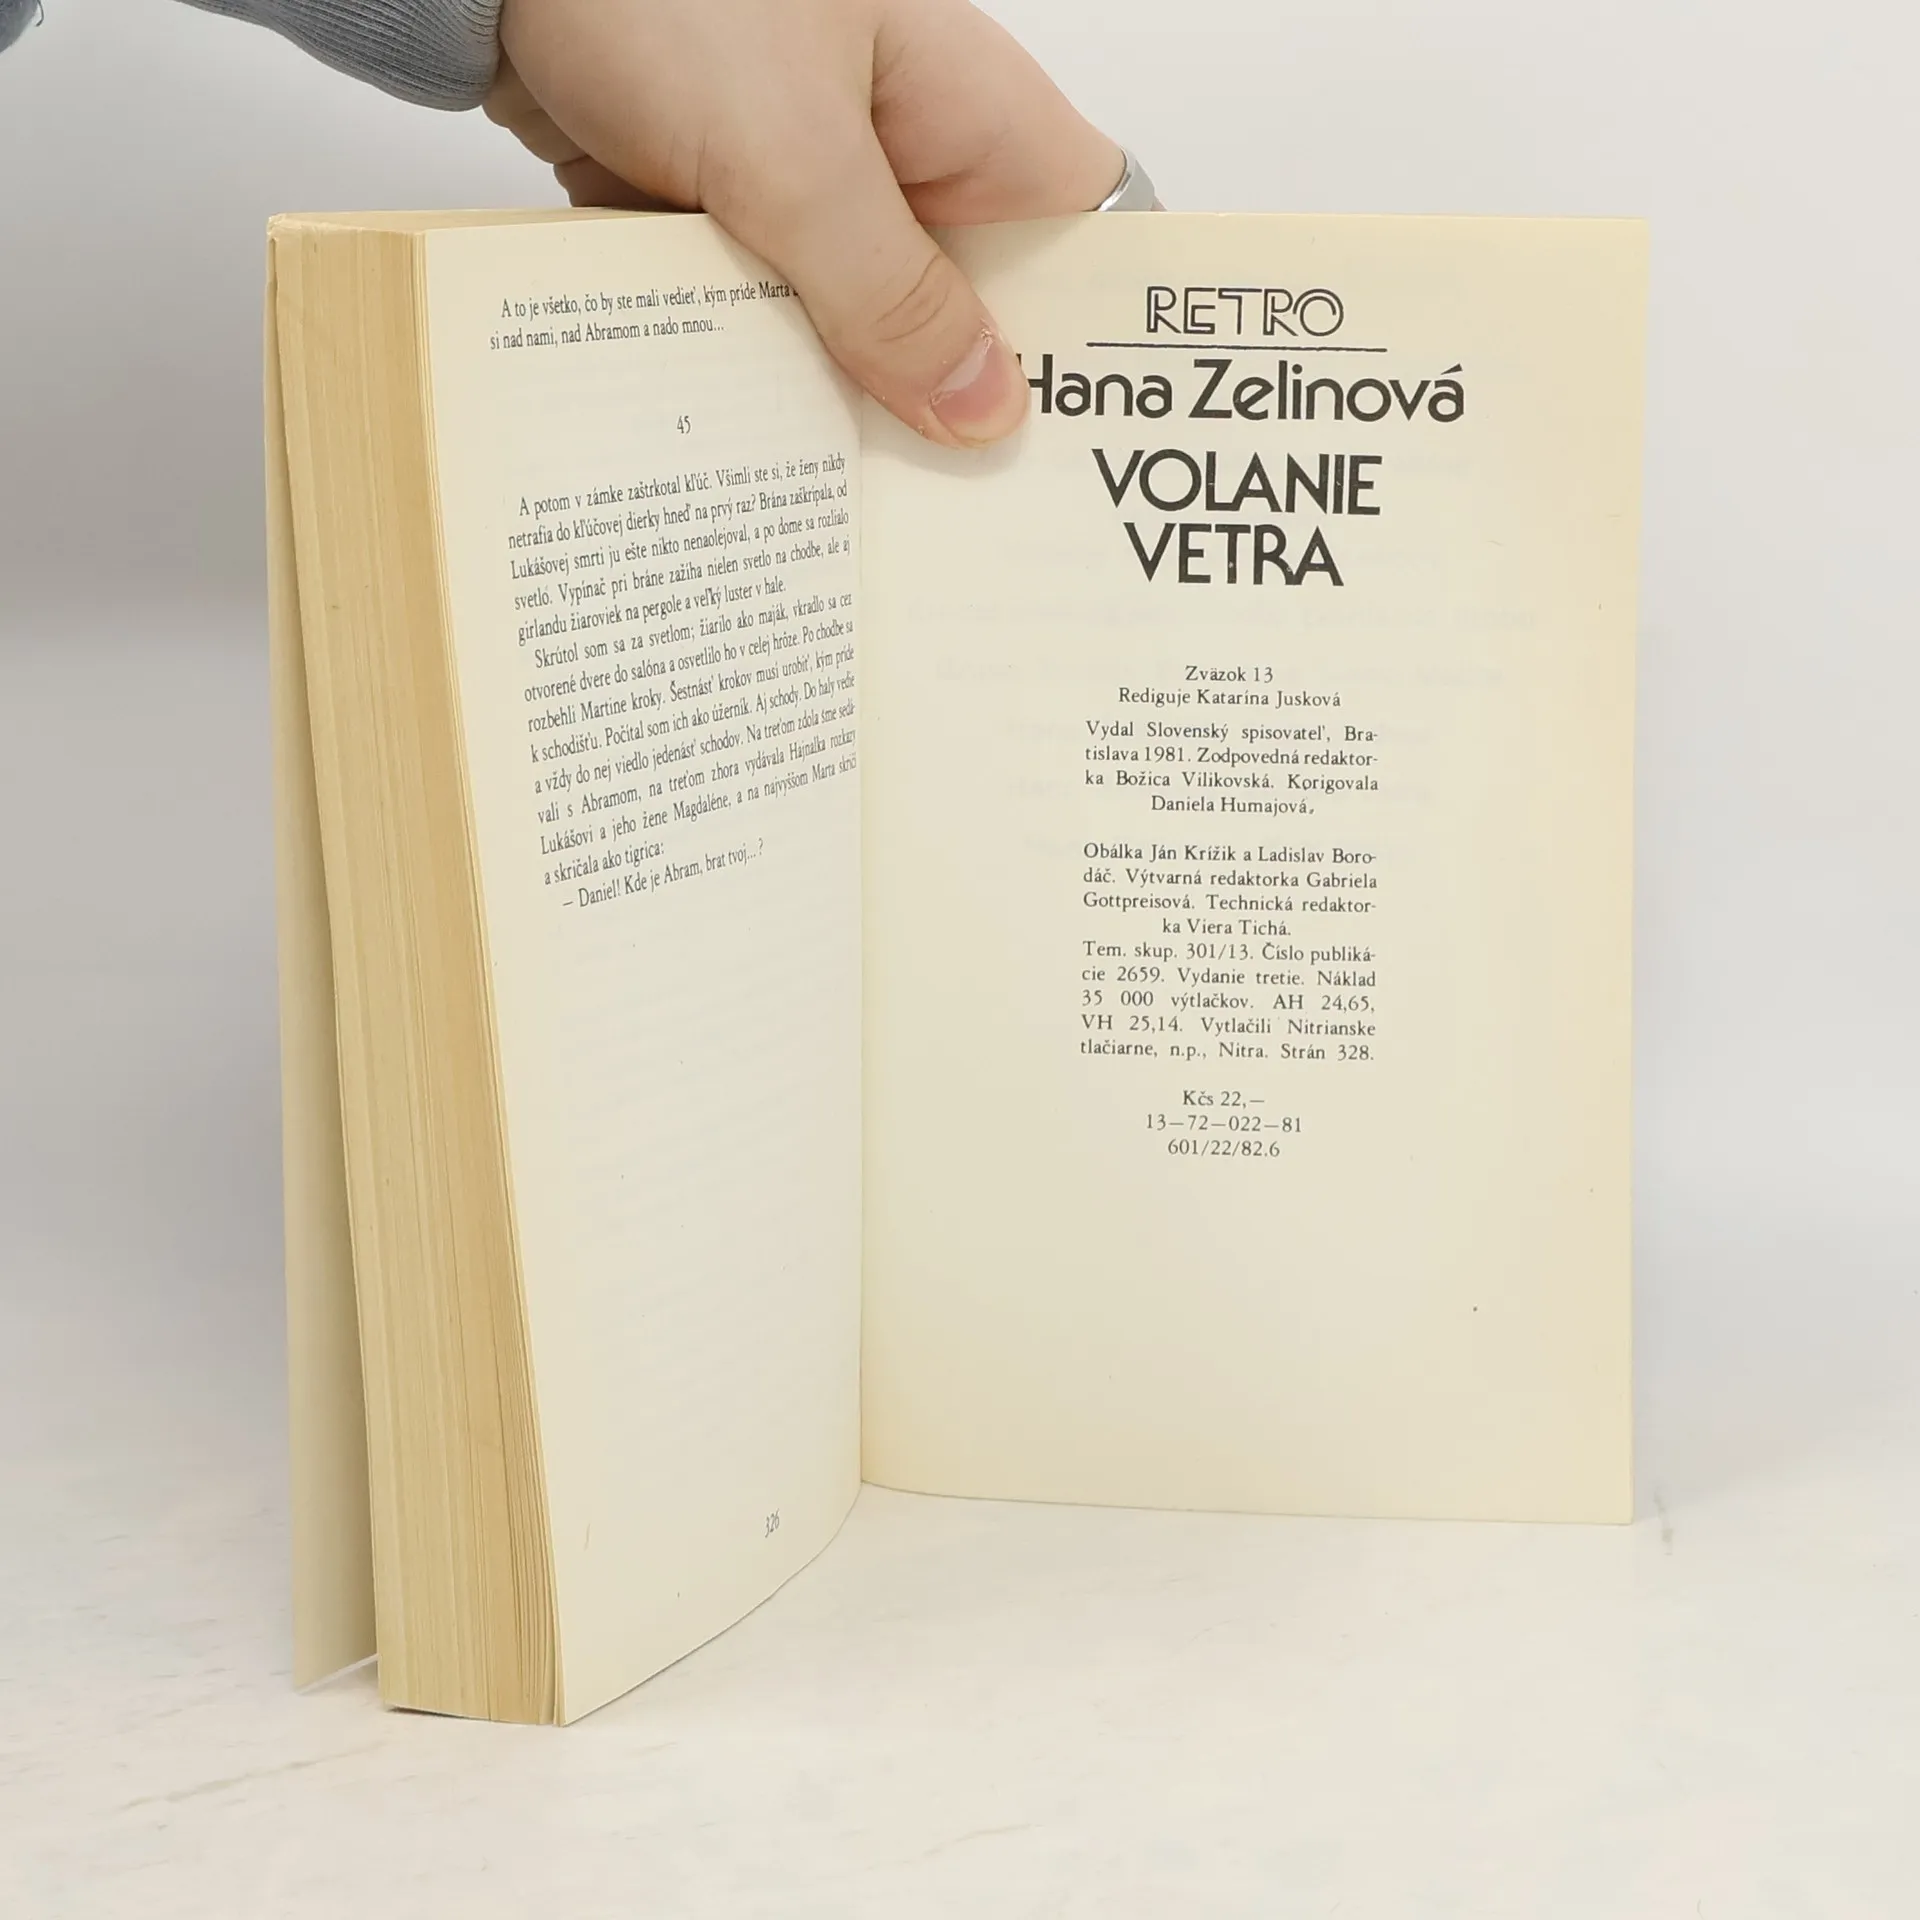 A to je všetko, čo by ste mali vedieť, kým príde Marta
si nad nami, nad Abramom a nado mnou...
45
A potom v zámke zaštrkotal kľúč. Všimli ste si, že ženy nikdy
netrafia do kľúčovej dierky hneď na prvý raz? Brána zaškrípala, od
Lukášovej smrti ju ešte nikto nenaolejoval, a po dome sa rozlialo
svetlo. Vypínač pri bráne zažíha nielen svetlo na chodbe, ale aj
girlandu žiaroviek na pergole a veľký luster v hale.
Skrútol som sa za svetlom; žiarilo ako maják, vkradlo sa cez
otvorené dvere do salóna a osvetlilo ho v celej hrôze. Po chodbe sa
rozbehli Martine kroky. Šestnásť krokov musí urobiť, kým príde
k schodišťu. Počítal som ich ako úžerník. Aj schody. Do haly vedie
a vždy do nej viedlo jedenásť schodov. Na treťom zdola sme sedá-
vali s Abramom, na treťom zhora vydávala Hajnalka rozkazy
Lukášovi a jeho žene Magdaléne, a na najvyššom Marta skríkla
a skričala ako tigrica:
– Daniel! Kde je Abram, brat tvoj...?
326
RETRO
Hana Zelinová
VOLANIE
VETRA
Zväzok 13
Rediguje Katarína Jusková
Vydal Slovenský spisovateľ, Bra-
tislava 1981. Zodpovedná redaktor-
ka Božica Vilikovská. Korigovala
Daniela Humajová.
Obálka Ján Krížik a Ladislav Boro-
dáč. Výtvarná redaktorka Gabriela
Gottpreisová. Technická redaktor-
ka Viera Tichá.
Tem. skup. 301/13. Číslo publiká-
cie 2659. Vydanie tretie. Náklad
35 000 výtlačkov. AH 24,65,
VH 25,14. Vytlačili Nitrianske
tlačiarne, n.p., Nitra. Strán 328.
Kčs 22,—
13—72—022—81
601/22/82.6